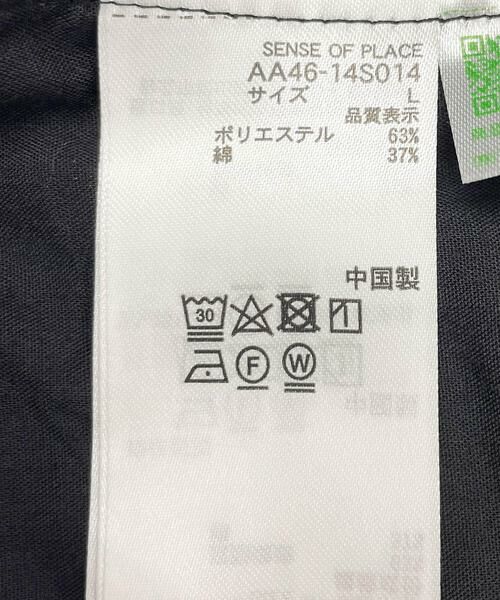 SENSE OF PLACE
AA46-14S014
サイズ L
品質表示
ポリエステル 63%
綿 37%
中国製
30
F W